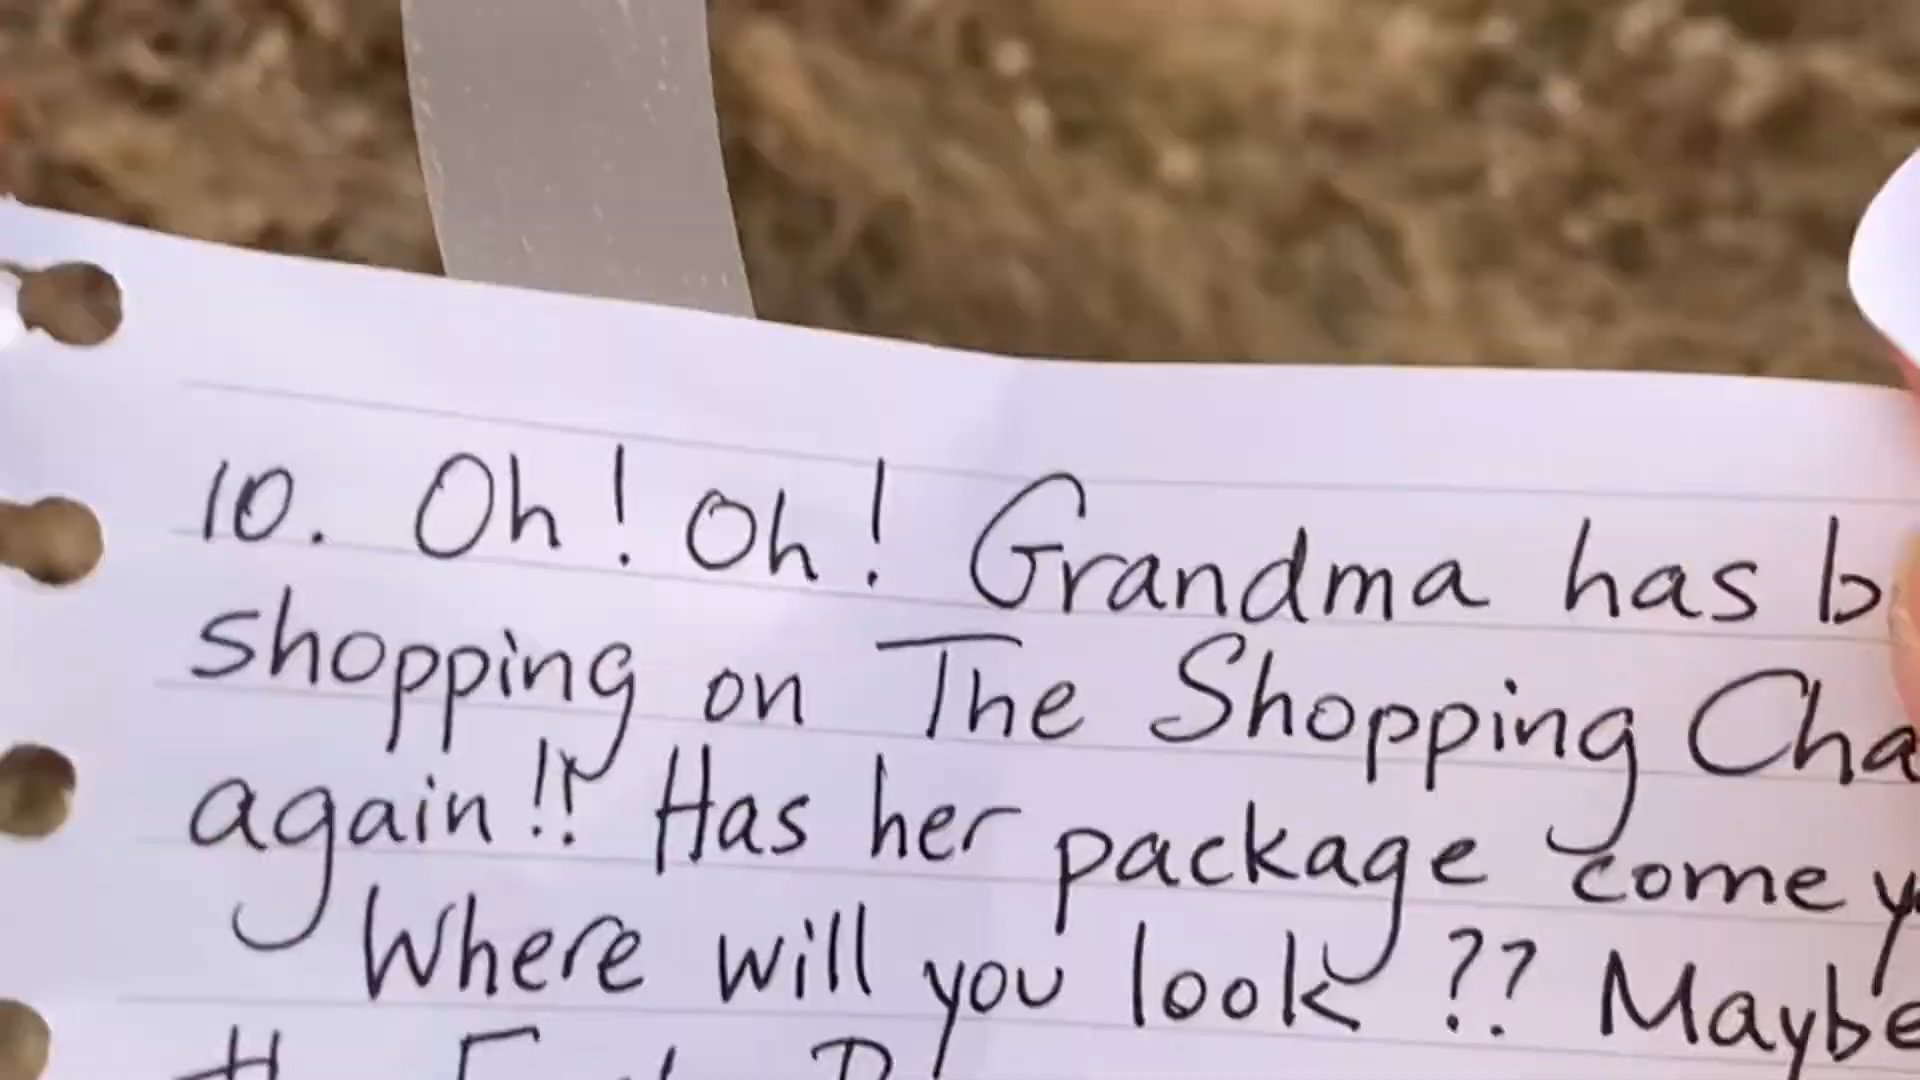 10. Oh! Oh! Grandma has b
shopping on The Shopping Cha
again!! Has her package come y
Where will you look?? Maybe